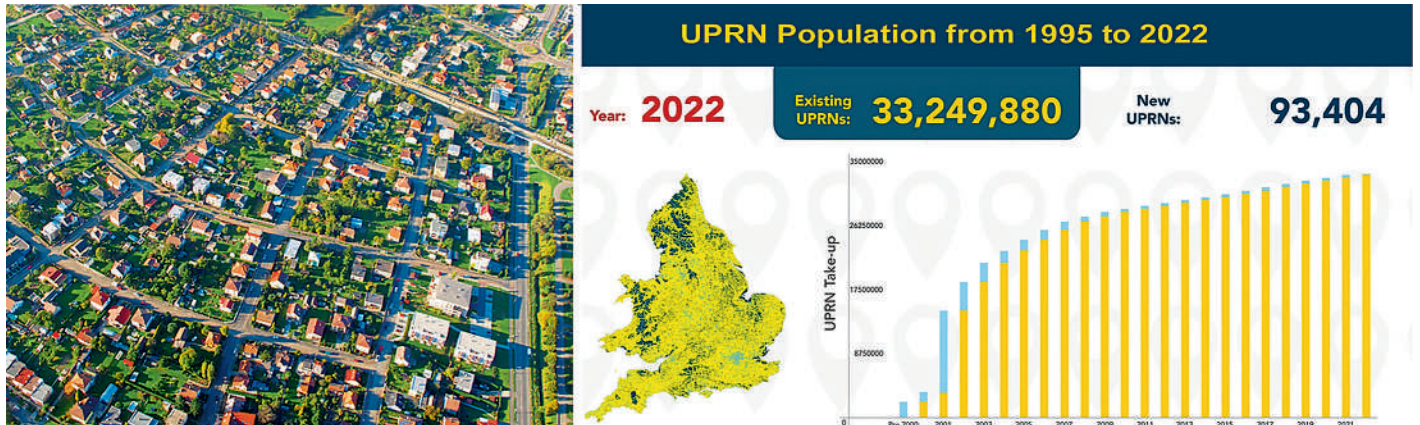 UPRN Population from 1995 to 2022
Year: 2022
Existing UPRNs: 33,249,880
New UPRNs: 93,404
UPRN Take-up
35000000
26250000
17500000
8750000
0
Pre 2000 2001 2003 2005 2007 2009 2011 2013 2015 2017 2019 2021